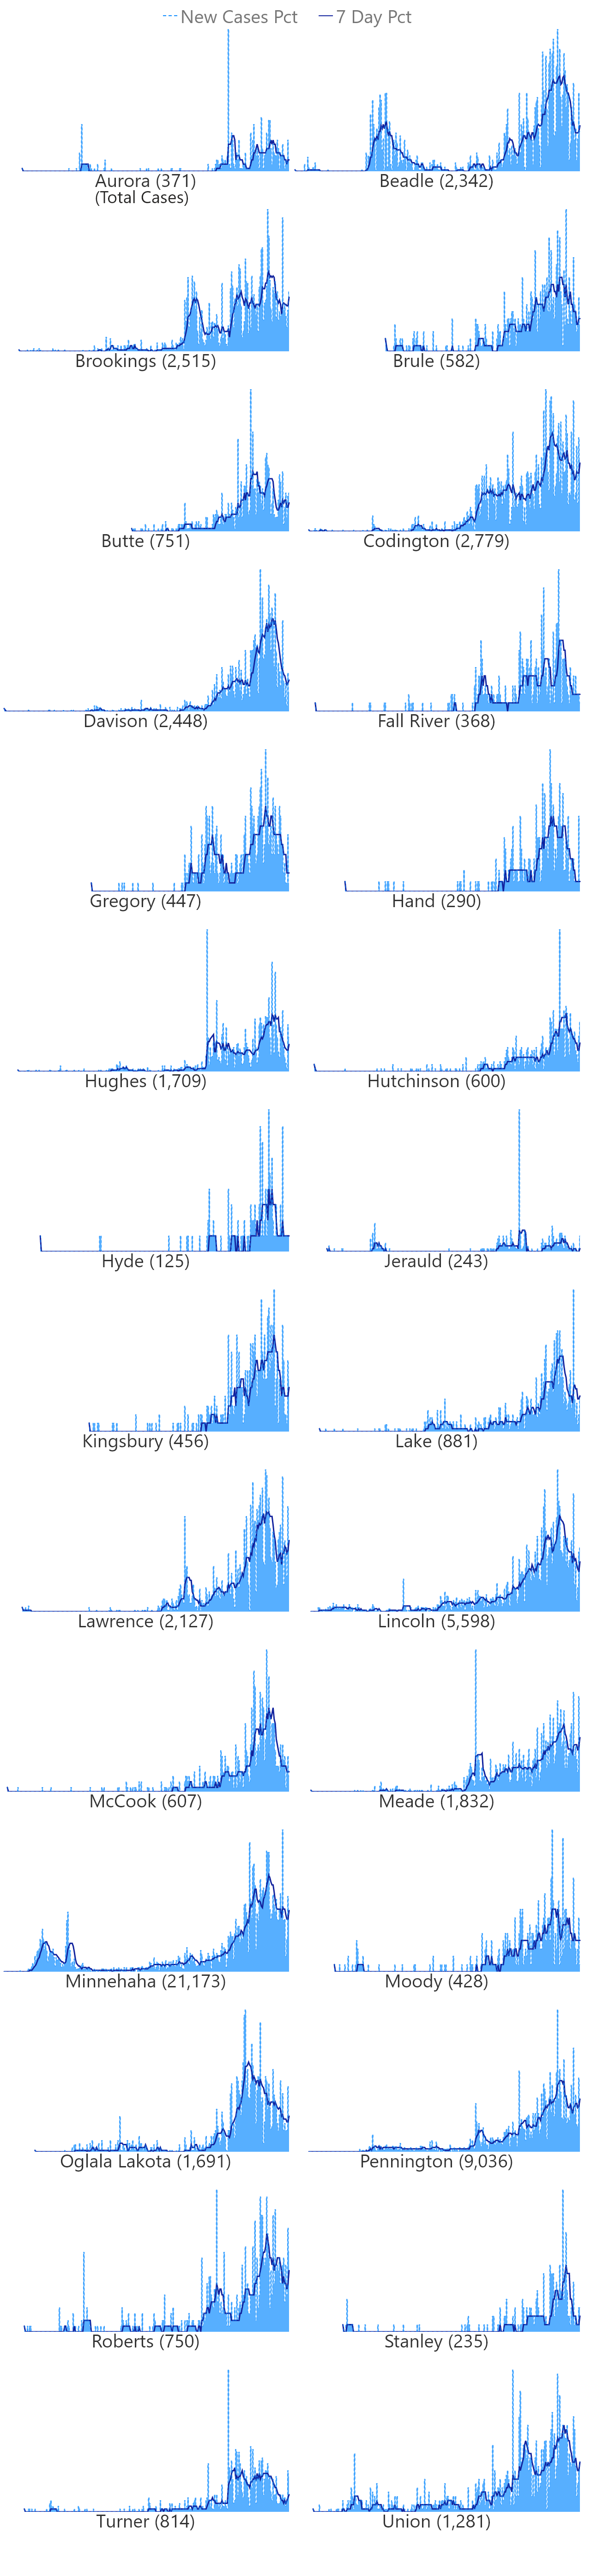 New Cases Pct 7 Day Pct
Aurora (371) Beadle (2,342)
(Total Cases)
Brookings (2,515) Brule (582)
Butte (751) Codington (2,779)
Davison (2,448) Fall River (368)
Gregory (447) Hand (290)
Hughes (1,709) Hutchinson (600)
Hyde (125) Jerauld (243)
Kingsbury (456) Lake (881)
Lawrence (2,127) Lincoln (5,598)
McCook (607) Meade (1,832)
Minnehaha (21,173) Moody (428)
Oglala Lakota (1,691) Pennington (9,036)
Roberts (750) Stanley (235)
Turner (814) Union (1,281)